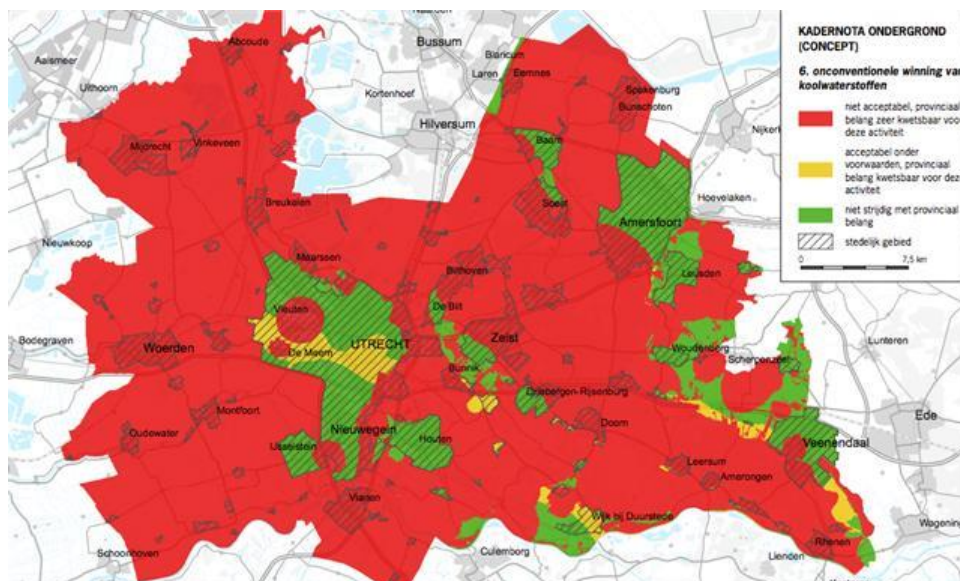 KADERNOTA ONDERGROND
(CONCEPT)
6. onconventionele winning va
koolwaterstoffen
niet acceptabel, provinciaal
belang zeer kwetsbaar voo
deze activiteit
acceptabel onder
voorwaarden, provinciaal
belang kwetsbaar voor deze
activiteit
niet strijdig met provinciaal
belang
stedelijk gebied
0 7,5 km
Abcoude
Aalsmeer
Uithoorn
Naarden
Bussum
Blaricum
Laren
Eemnes
Kortenhoef
Hilversum
Spakenburg
Bunschoten
Nijkerk
Mijdrecht
Vinkeveen
Baarn
Hoevelaken
Breukelen
Soest
Amersfoort
Nieuwkoop
Maarssen
Bilthoven
Leusden
Vleuten
De Bilt
Bodegraven
Woerden
De Meern
UTRECHT
Zeist
Woudenberg
Scherpenzeel
Lunteren
Bunnik
Driebergen-Rijsenburg
Montfoort
Oudewater
Nieuwegein
Doorn
Ede
IJsselstein
Houten
Veenendaal
Leersum
Amerongen
Vianen
Wijk bij Duurstede
Wagening
Rhenen
Schoonhoven
Culemborg
Lienden